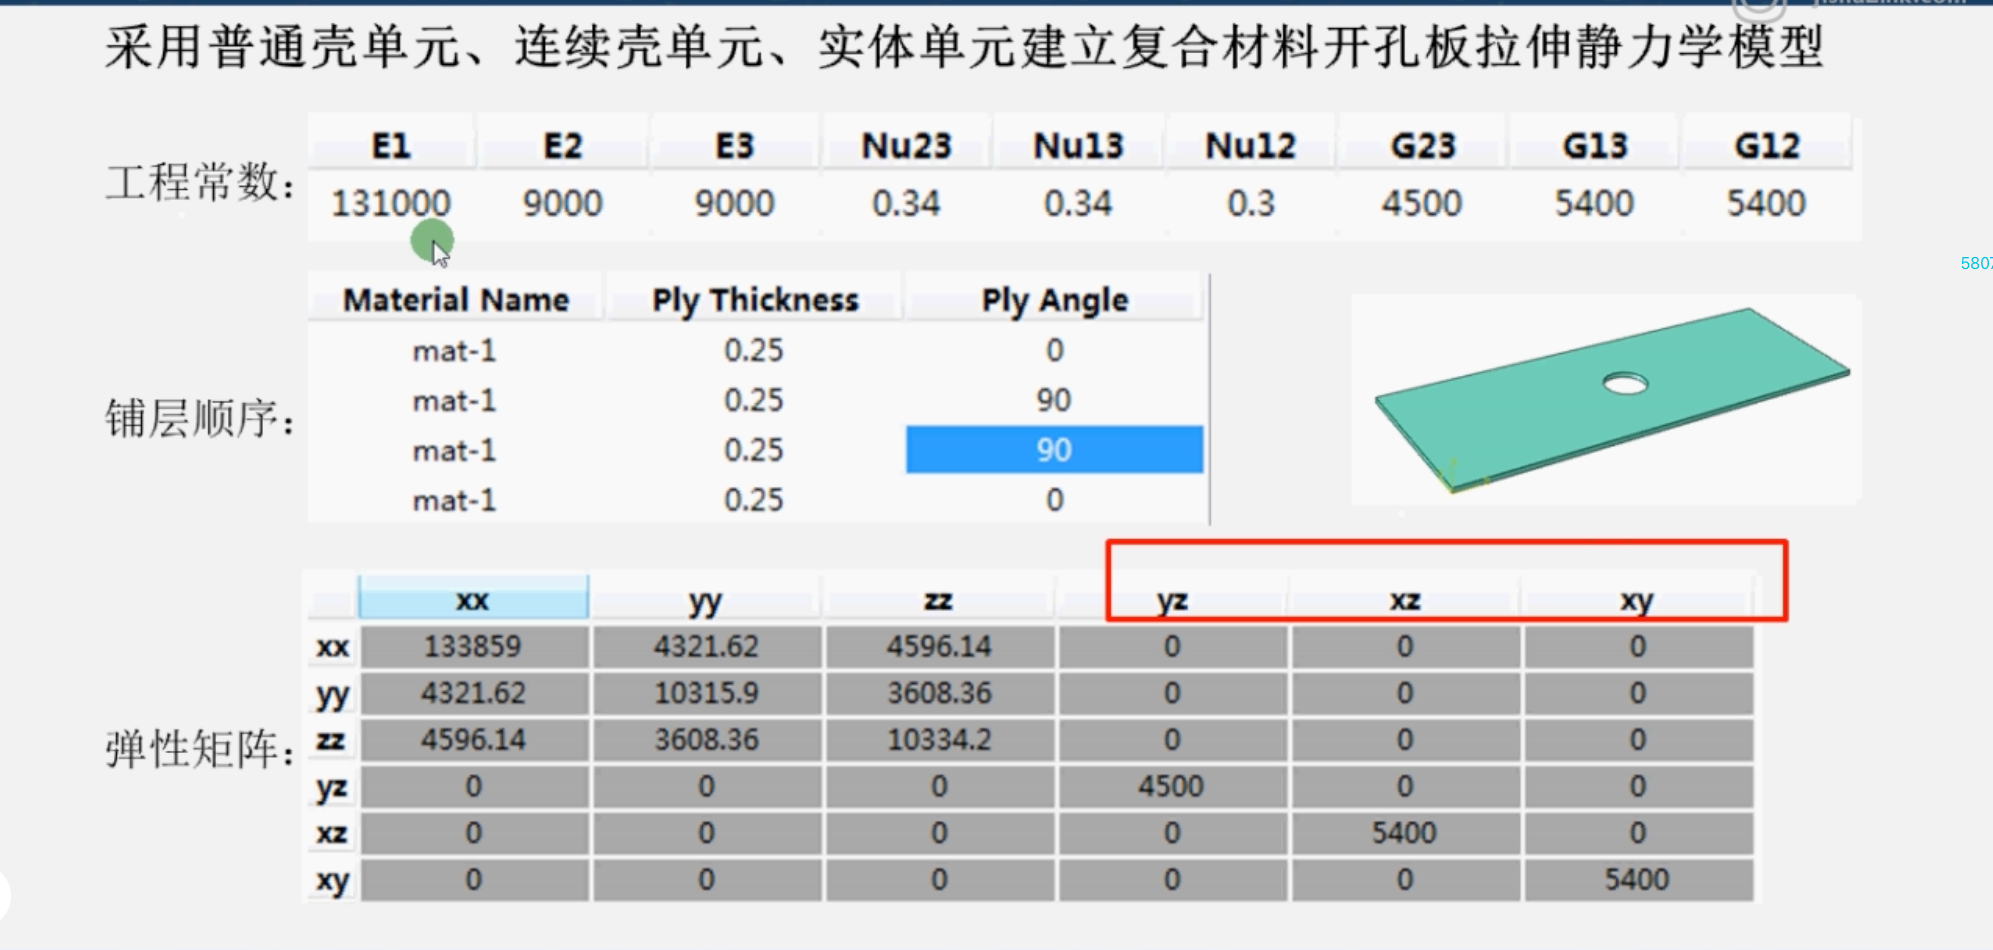 采用普通壳单元、连续壳单元、实体单元建立复合材料开孔板拉伸静力学模型
工程常数：
E1 E2 E3 Nu23 Nu13 Nu12 G23 G13 G12
131000 9000 9000 0.34 0.34 0.3 4500 5400 5400
铺层顺序：
Material Name Ply Thickness Ply Angle
mat-1 0.25 0
mat-1 0.25 90
mat-1 0.25 90
mat-1 0.25 0
580
弹性矩阵：
xx yy zz yz xz xy
xx 133859 4321.62 4596.14 0 0 0
yy 4321.62 10315.9 3608.36 0 0 0
zz 4596.14 3608.36 10334.2 0 0 0
yz 0 0 0 4500 0 0
xz 0 0 0 0 5400 0
xy 0 0 0 0 0 5400